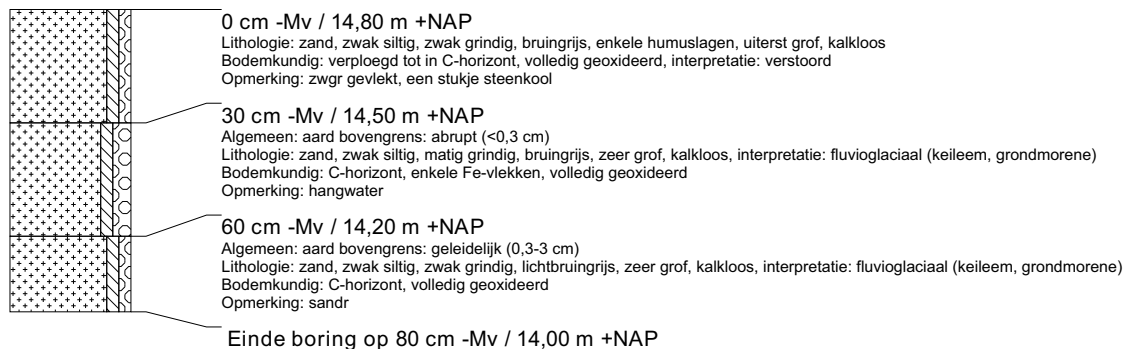 0 cm -Mv / 14,80 m +NAP
Lithologie: zand, zwak siltig, zwak grindig, bruingrijs, enkele humuslagen, uiterst grof, kalkloos
Bodemkundig: verploegd tot in C-horizont, volledig geoxideerd, interpretatie: verstoord
Opmerking: zwgr gevlekt, een stukje steenkool
30 cm -Mv / 14,50 m +NAP
Algemeen: aard bovengrens: abrupt (<0,3 cm)
Lithologie: zand, zwak siltig, matig grindig, bruingrijs, zeer grof, kalkloos, interpretatie: fluvioglaciaal (keileem, grondmorene)
Bodemkundig: C-horizont, enkele Fe-vlekken, volledig geoxideerd
Opmerking: hangwater
60 cm -Mv / 14,20 m +NAP
Algemeen: aard bovengrens: geleidelijk (0,3-3 cm)
Lithologie: zand, zwak siltig, zwak grindig, lichtbruingrijs, zeer grof, kalkloos, interpretatie: fluvioglaciaal (keileem, grondmorene)
Bodemkundig: C-horizont, volledig geoxideerd
Opmerking: sandr
Einde boring op 80 cm -Mv / 14,00 m +NAP